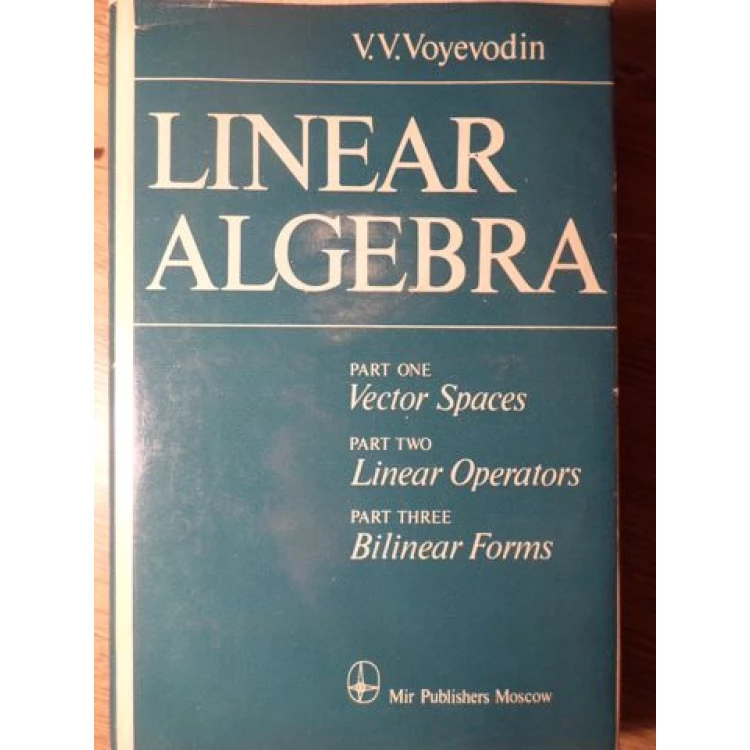 V.V.Voyevodin
LINEAR
ALGEBRA
PART ONE
Vector Spaces
PART TWO
Linear Operators
PART THREE
Bilinear Forms
Mir Publishers Moscow